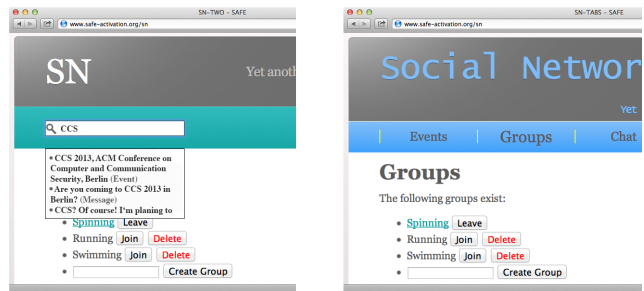 SN-TWO – SAFE
www.safe-activation.org/sn
SN
Yet anoth
CCS
• CCS 2013, ACM Conference on
Computer and Communication
Security, Berlin (Event)
• Are you coming to CCS 2013 in
Berlin? (Message)
• CCS? Of course! I'm planing to
• Spinning Leave
• Running Join Delete
• Swimming Join Delete
• Create Group
SN-TABS – SAFE
www.safe-activation.org/sn
Social Networ
Yet
Events Groups Chat
Groups
The following groups exist:
• Spinning Leave
• Running Join Delete
• Swimming Join Delete
• Create Group